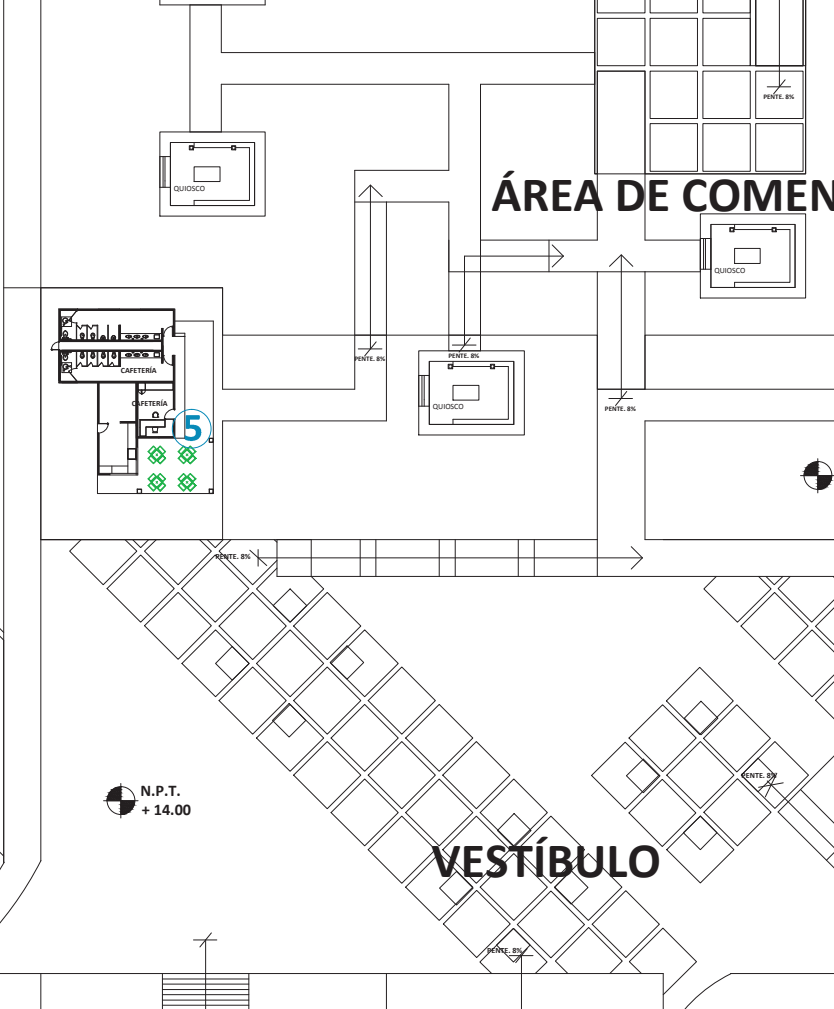 PENTE. 8%
ÁREA DE COMEN
QUIOSCO
QUIOSCO
PENTE. 8%
PENTE. 8%
CAFETERÍA
CAFETERÍA
QUIOSCO
PENTE. 8%
5
PENTE. 8%
PENTE. 8%
N.P.T.
+ 14.00
VESTÍBULO
PENTE. 8%